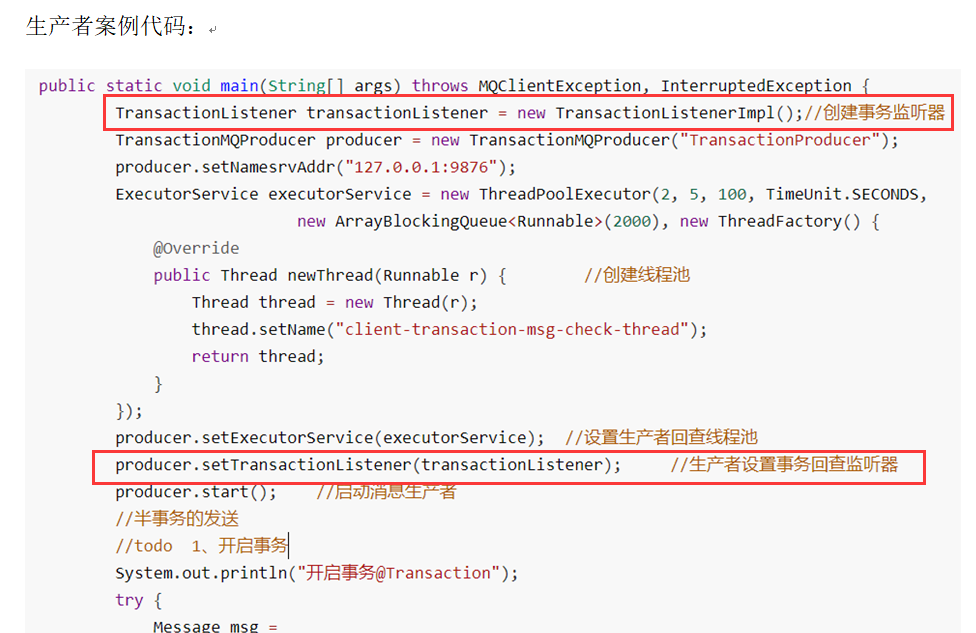 生产者案例代码：
public static void main(String[] args) throws MQClientException, InterruptedException {
TransactionListener transactionListener = new TransactionListenerImpl();//创建事务监听器
TransactionMQProducer producer = new TransactionMQProducer("TransactionProducer");
producer.setNamesrvAddr("127.0.0.1:9876");
ExecutorService executorService = new ThreadPoolExecutor(2, 5, 100, TimeUnit.SECONDS,
new ArrayBlockingQueue<Runnable>(2000), new ThreadFactory() {
@Override
public Thread newThread(Runnable r) { //创建线程池
Thread thread = new Thread(r);
thread.setName("client-transaction-msg-check-thread");
return thread;
}
});
producer.setExecutorService(executorService); //设置生产者回查线程池
producer.setTransactionListener(transactionListener); //生产者设置事务回查监听器
producer.start(); //启动消息生产者
//半事务的发送
//todo 1、开启事务
System.out.println("开启事务@Transaction");
try {
Message msg =